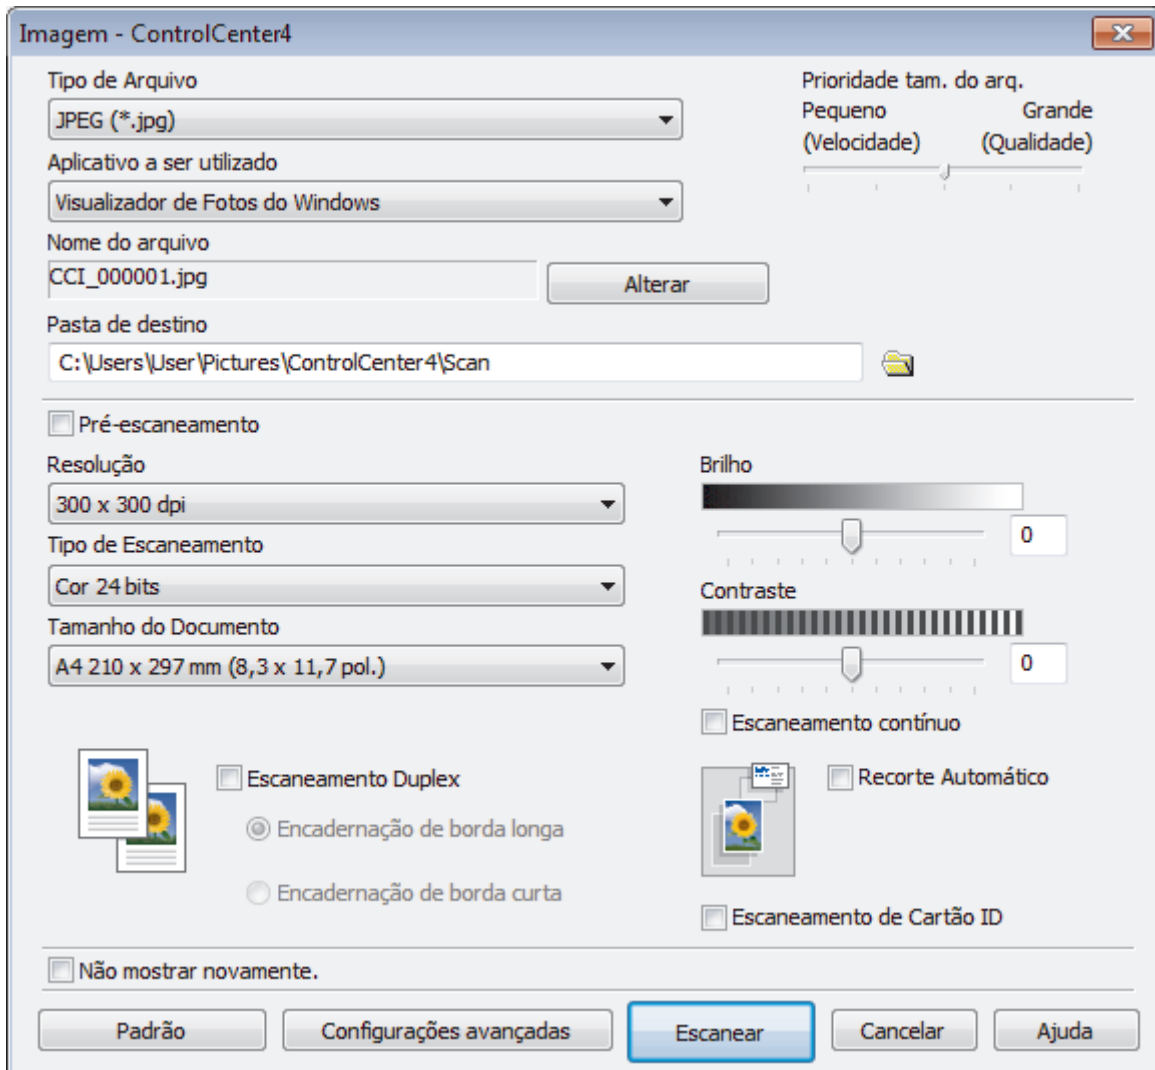 Imagem - ControlCenter4
Tipo de Arquivo
JPEG (*.jpg)
Aplicativo a ser utilizado
Visualizador de Fotos do Windows
Nome do arquivo
CCI_000001.jpg
Alterar
Pasta de destino
C:\Users\User\Pictures\ControlCenter4\Scan
Prioridade tam. do arq.
Pequeno Grande
(Velocidade) (Qualidade)
Pré-escaneamento
Resolução
300 x 300 dpi
Tipo de Escaneamento
Cor 24 bits
Tamanho do Documento
A4 210 x 297 mm (8,3 x 11,7 pol.)
Brilho
0
Contraste
0
Escaneamento contínuo
Escaneamento Duplex
Encadernação de borda longa
Encadernação de borda curta
Recorte Automático
Escaneamento de Cartão ID
Não mostrar novamente.
Padrão
Configurações avançadas
Escanear
Cancelar
Ajuda